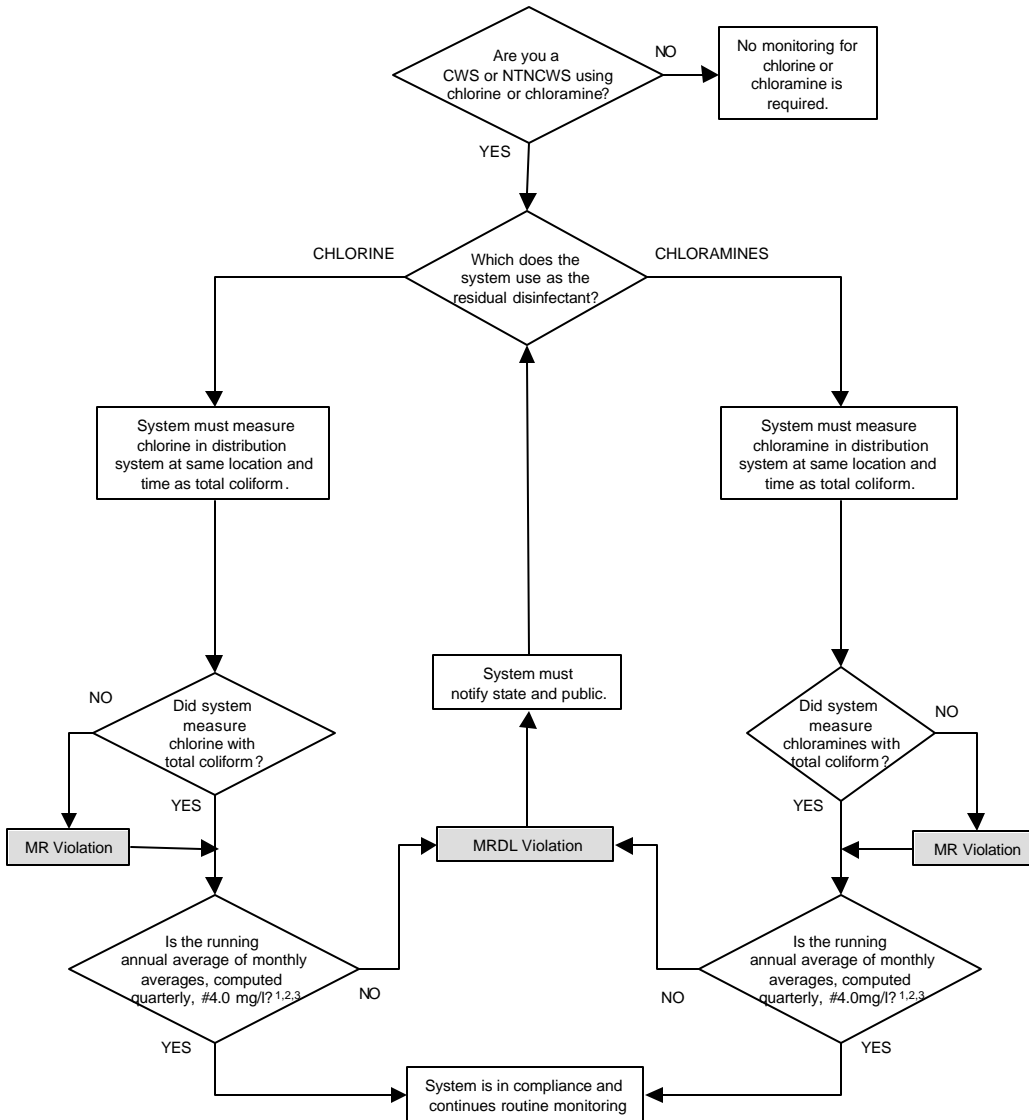 Are you a
CWS or NTNCWS using
chlorine or chloramine?
NO
No monitoring for
chlorine or
chloramine is
required.
YES
CHLORINE
Which does the
system use as the
residual disinfectant?
CHLORAMINES
System must measure
chlorine in distribution
system at same location and
time as total coliform.
System must measure
chloramine in distribution
system at same location and
time as total coliform.
System must
notify state and public.
NO
Did system
measure
chlorine with
total coliform?
YES
Did system
measure
chloramines with
total coliform?
NO
YES
MR Violation
MRDL Violation
MR Violation
Is the running
annual average of monthly
averages, computed
quarterly, #4.0 mg/l? 1,2,3
NO
YES
Is the running
annual average of monthly
averages, computed
quarterly, #4.0mg/l? 1,2,3
NO
YES
System is in compliance and
continues routine monitoring